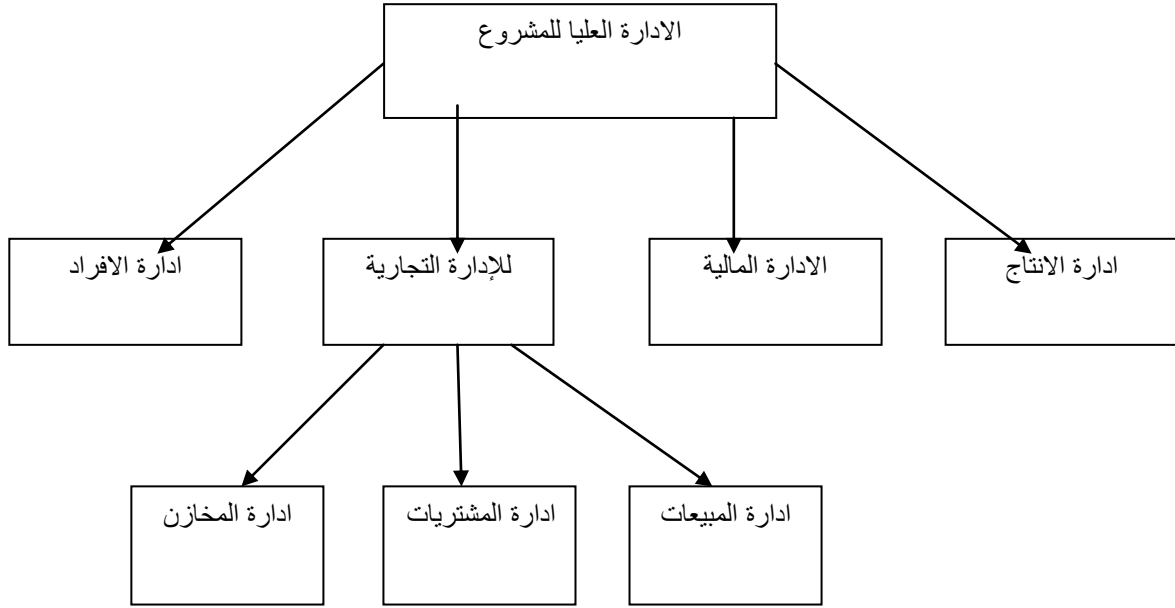 الادارة العليا للمشروع
ادارة الانتاج
الادارة المالية
للإدارة التجارية
ادارة الافراد
ادارة المبيعات
ادارة المشتريات
ادارة المخازن